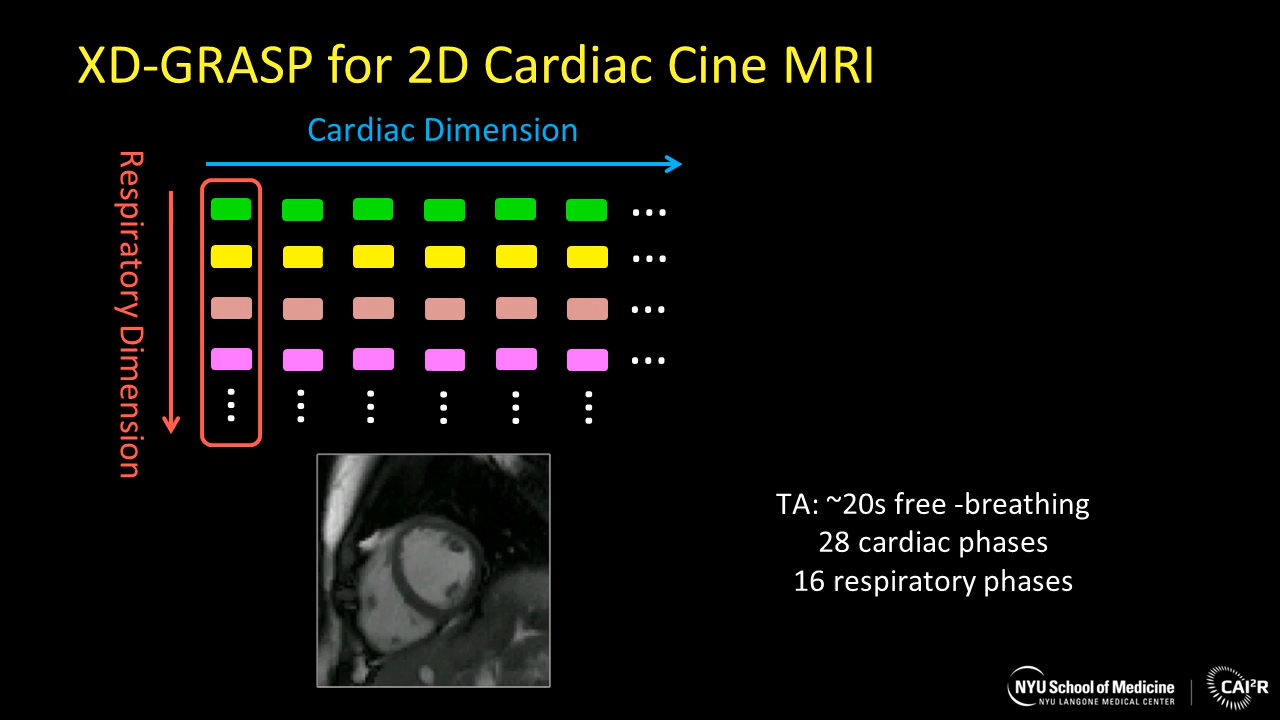 XD-GRASP for 2D Cardiac Cine MRI
Cardiac Dimension
Respiratory Dimension
TA: ~20s free -breathing
28 cardiac phases
16 respiratory phases
NYU School of Medicine
NYU LANGONE MEDICAL CENTER
CAI²R